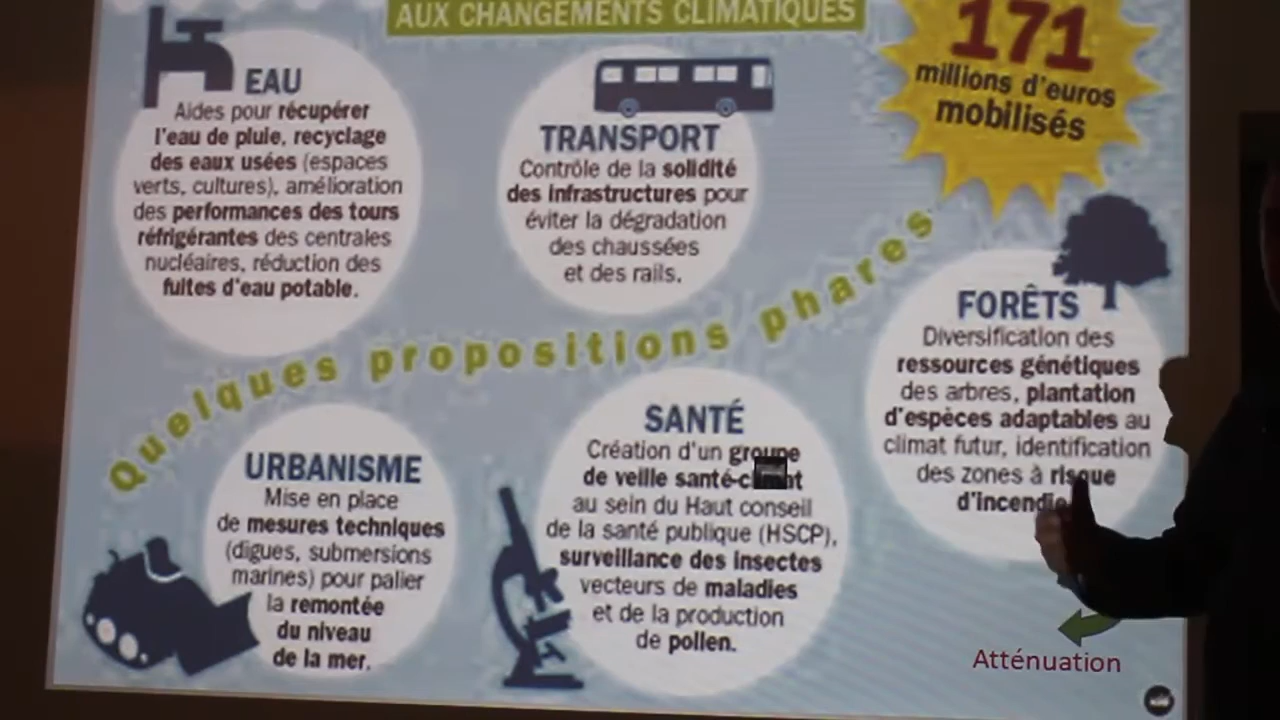 AUX CHANGEMENTS CLIMATIQUES
171
millions d'euros
mobilisés
EAU
Aides pour récupérer
l'eau de pluie, recyclage
des eaux usées (espaces
verts, cultures), amélioration
des performances des tours
réfrigérantes des centrales
nucléaires, réduction des
fuites d'eau potable.
TRANSPORT
Contrôle de la solidité
des infrastructures pour
éviter la dégradation
des chaussées
et des rails.
Quelques propositions phares
FORÊTS
Diversification des
ressources génétiques
des arbres, plantation
d'espèces adaptables au
climat futur, identification
des zones à risque
d'incendie
URBANISME
Mise en place
de mesures techniques
(digues, submersions
marines) pour palier
la remontée
du niveau
de la mer.
SANTÉ
Création d'un groupe
de veille santé-climat
au sein du Haut conseil
de la santé publique (HSCP),
surveillance des insectes
vecteurs de maladies
et de la production
de pollen.
Atténuation